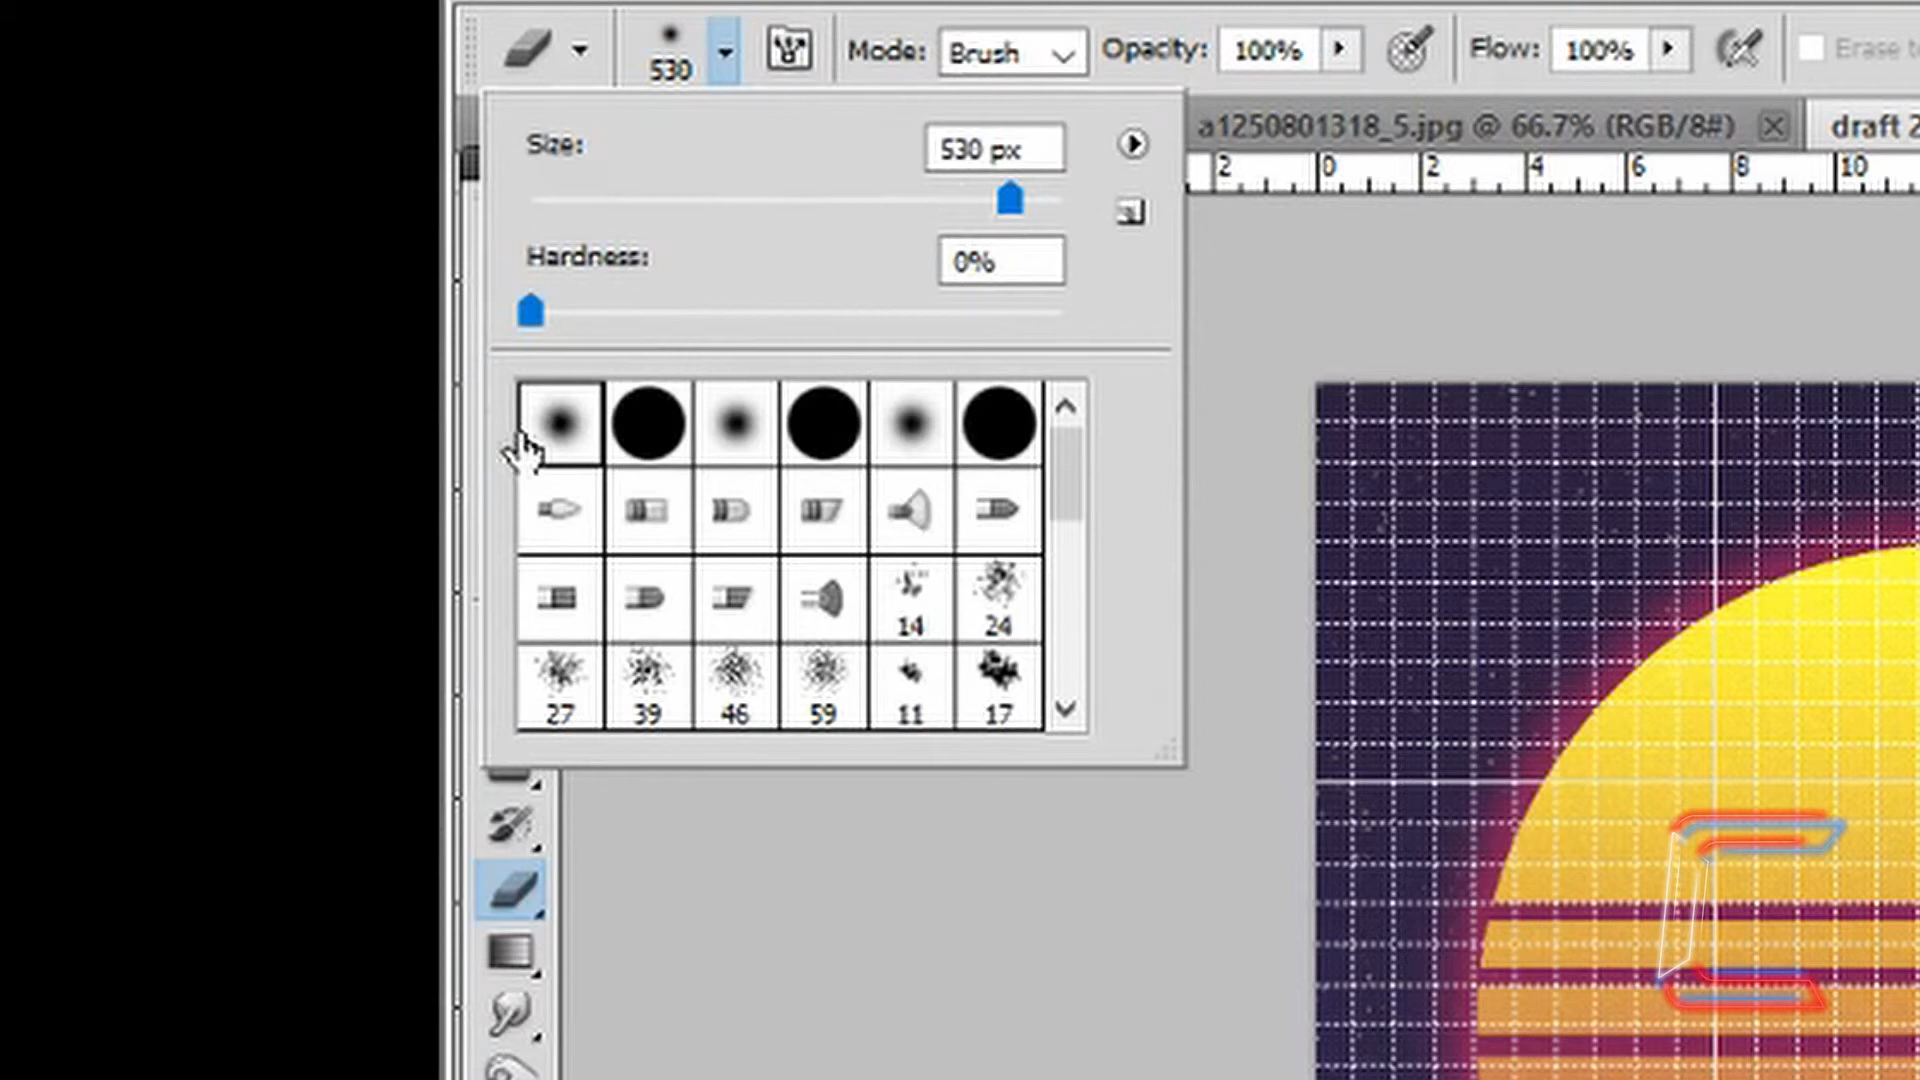 530
Mode: Brush Opacity: 100% Flow: 100% Erase to
Size: 530 px
a1250801318_5.jpg @ 66.7% (RGB/8#)
draft 2
2 0 2 4 6 8 10
Hardness: 0%
14 24
27 39 46 59 11 17